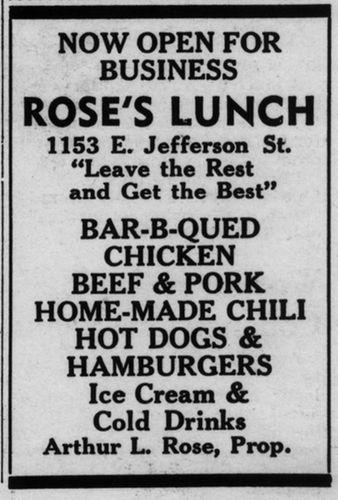 NOW OPEN FOR
BUSINESS
ROSE'S LUNCH
1153 E. Jefferson St.
"Leave the Rest
and Get the Best"
BAR-B-QUED
CHICKEN
BEEF & PORK
HOME-MADE CHILI
HOT DOGS &
HAMBURGERS
Ice Cream &
Cold Drinks
Arthur L. Rose, Prop.